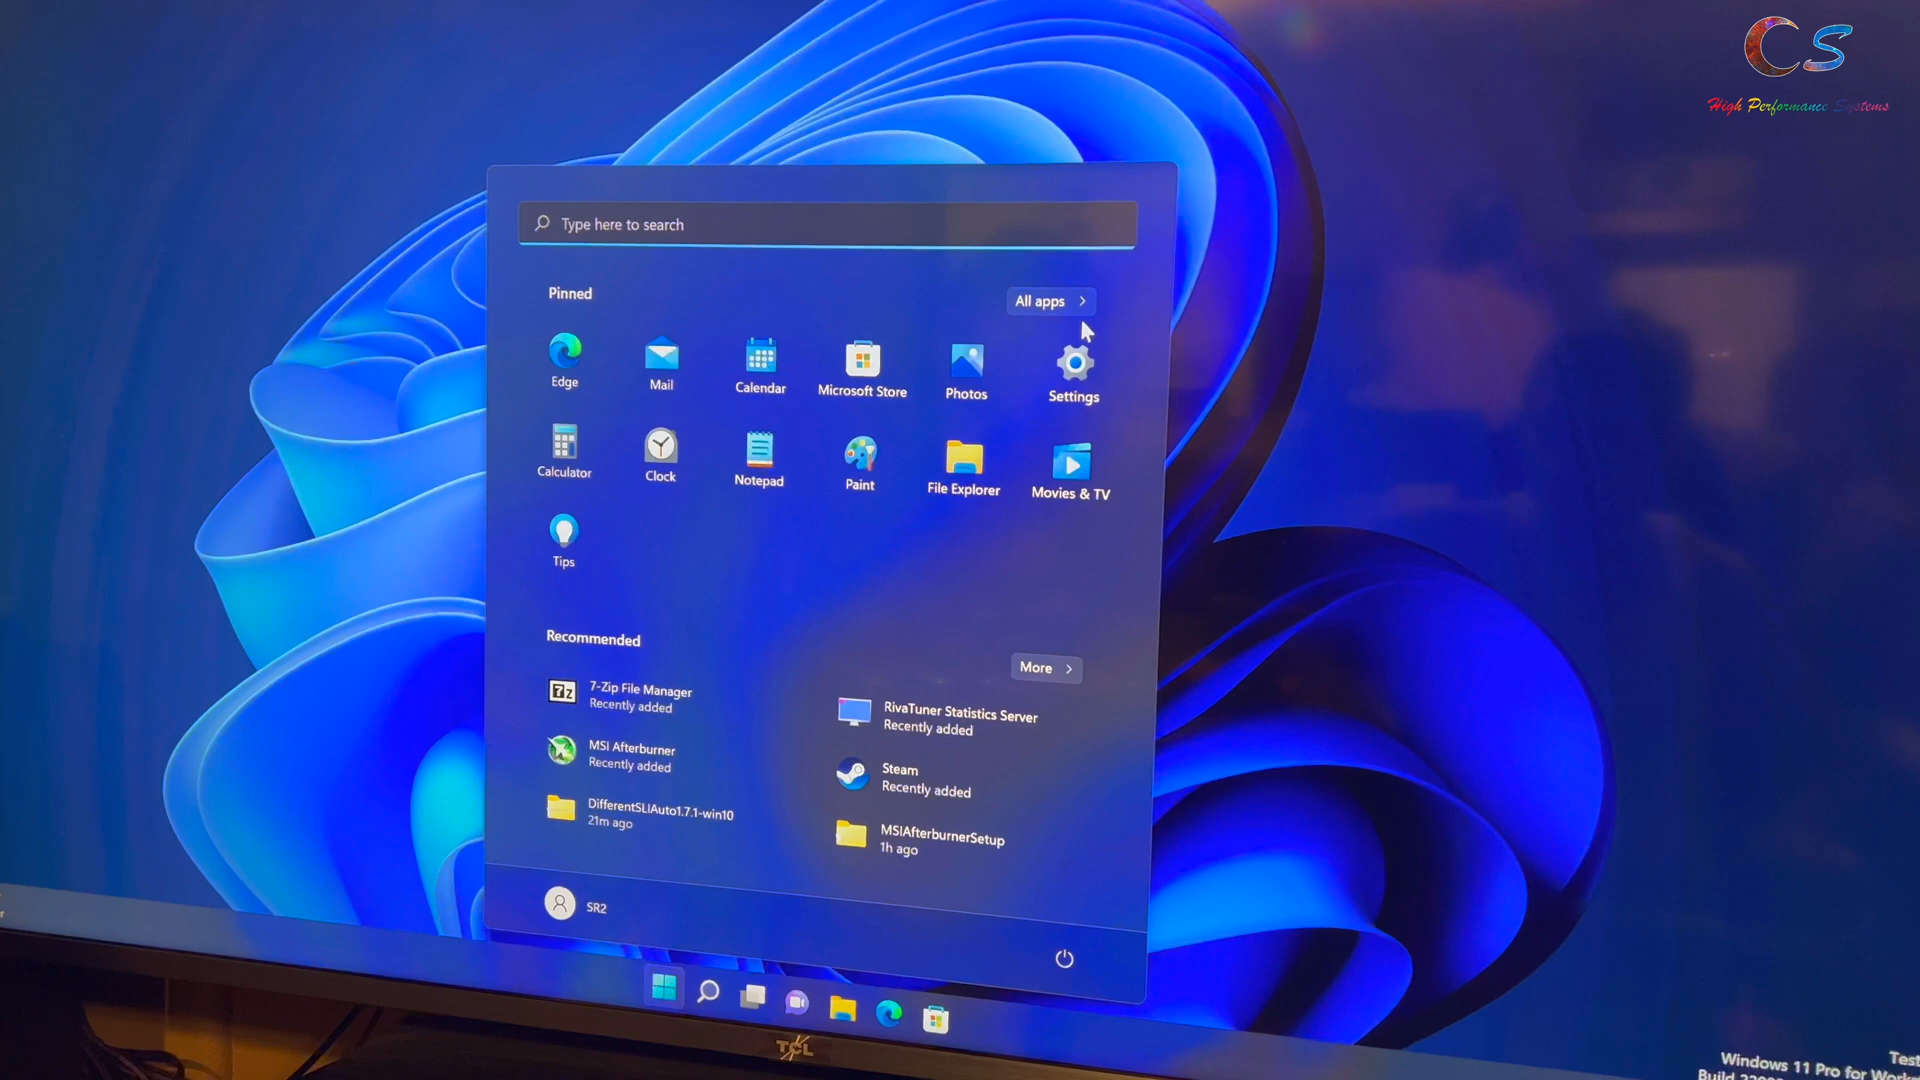 CS
High Performance Systems
Type here to search
Pinned
All apps
Edge
Mail
Calendar
Microsoft Store
Photos
Settings
Calculator
Clock
Notepad
Paint
File Explorer
Movies & TV
Tips
Recommended
More
7z
7-Zip File Manager
Recently added
RivaTuner Statistics Server
Recently added
MSI Afterburner
Recently added
Steam
Recently added
DifferentSLIAuto1.7.1-win10
21m ago
MSIAfterburnerSetup
1h ago
SR2
TCL
Test
Windows 11 Pro for
Build